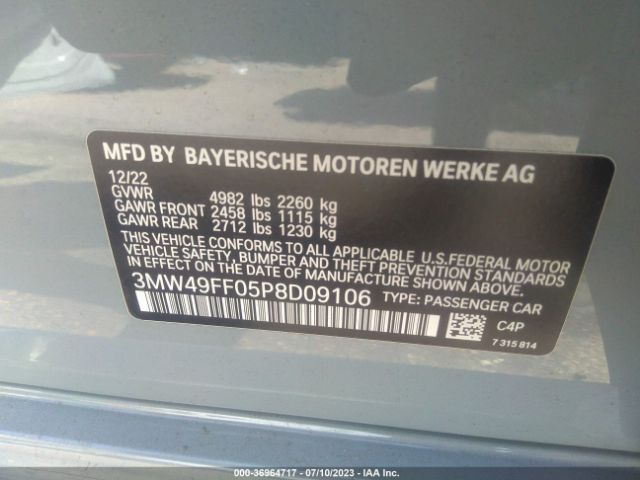 MFD BY BAYERISCHE MOTOREN WERKE AG
12/22
GVWR 4982 lbs 2260 kg
GAWR FRONT 2458 lbs 1115 kg
GAWR REAR 2712 lbs 1230 kg
THIS VEHICLE CONFORMS TO ALL APPLICABLE U.S.FEDERAL MOTOR
VEHICLE SAFETY, BUMPER AND THEFT PREVENTION STANDARDS
IN EFFECT ON THE DATE OF MANUFACTURE SHOWN ABOVE.
3MW49FF05P8D09106 TYPE: PASSENGER CAR
C4P
7 315 814
000-36964717 - 07/10/2023 - IAA Inc.